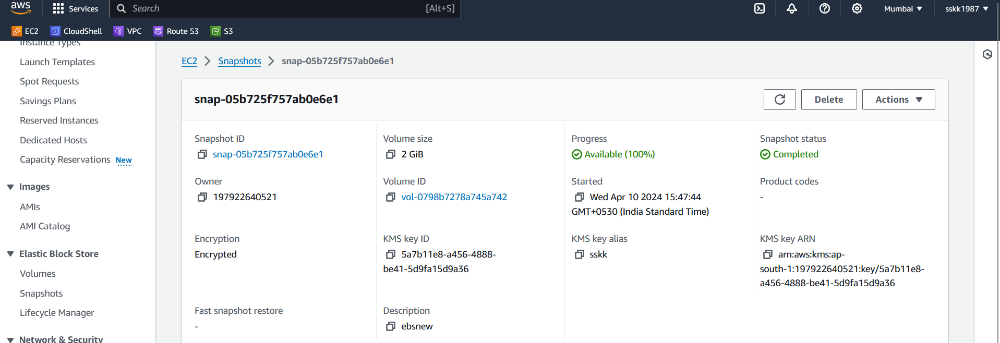 aws
Services
Search
[Alt+S]
Mumbai
sskk1987
EC2
CloudShell
VPC
Route 53
S3
Instance Types
Launch Templates
Spot Requests
Savings Plans
Reserved Instances
Dedicated Hosts
Capacity Reservations New
Images
AMIs
AMI Catalog
Elastic Block Store
Volumes
Snapshots
Lifecycle Manager
Network & Security
EC2
Snapshots
snap-05b725f757ab0e6e1
snap-05b725f757ab0e6e1
Delete
Actions
Snapshot ID
snap-05b725f757ab0e6e1
Volume size
2 GiB
Progress
Available (100%)
Snapshot status
Completed
Owner
197922640521
Volume ID
vol-0798b7278a745a742
Started
Wed Apr 10 2024 15:47:44
GMT+0530 (India Standard Time)
Product codes
-
Encryption
Encrypted
KMS key ID
5a7b11e8-a456-4888-
be41-5d9fa15d9a36
KMS key alias
sskk
KMS key ARN
arn:aws:kms:ap-
south-1:197922640521:key/5a7b11e8-
a456-4888-be41-5d9fa15d9a36
Fast snapshot restore
-
Description
ebsnew